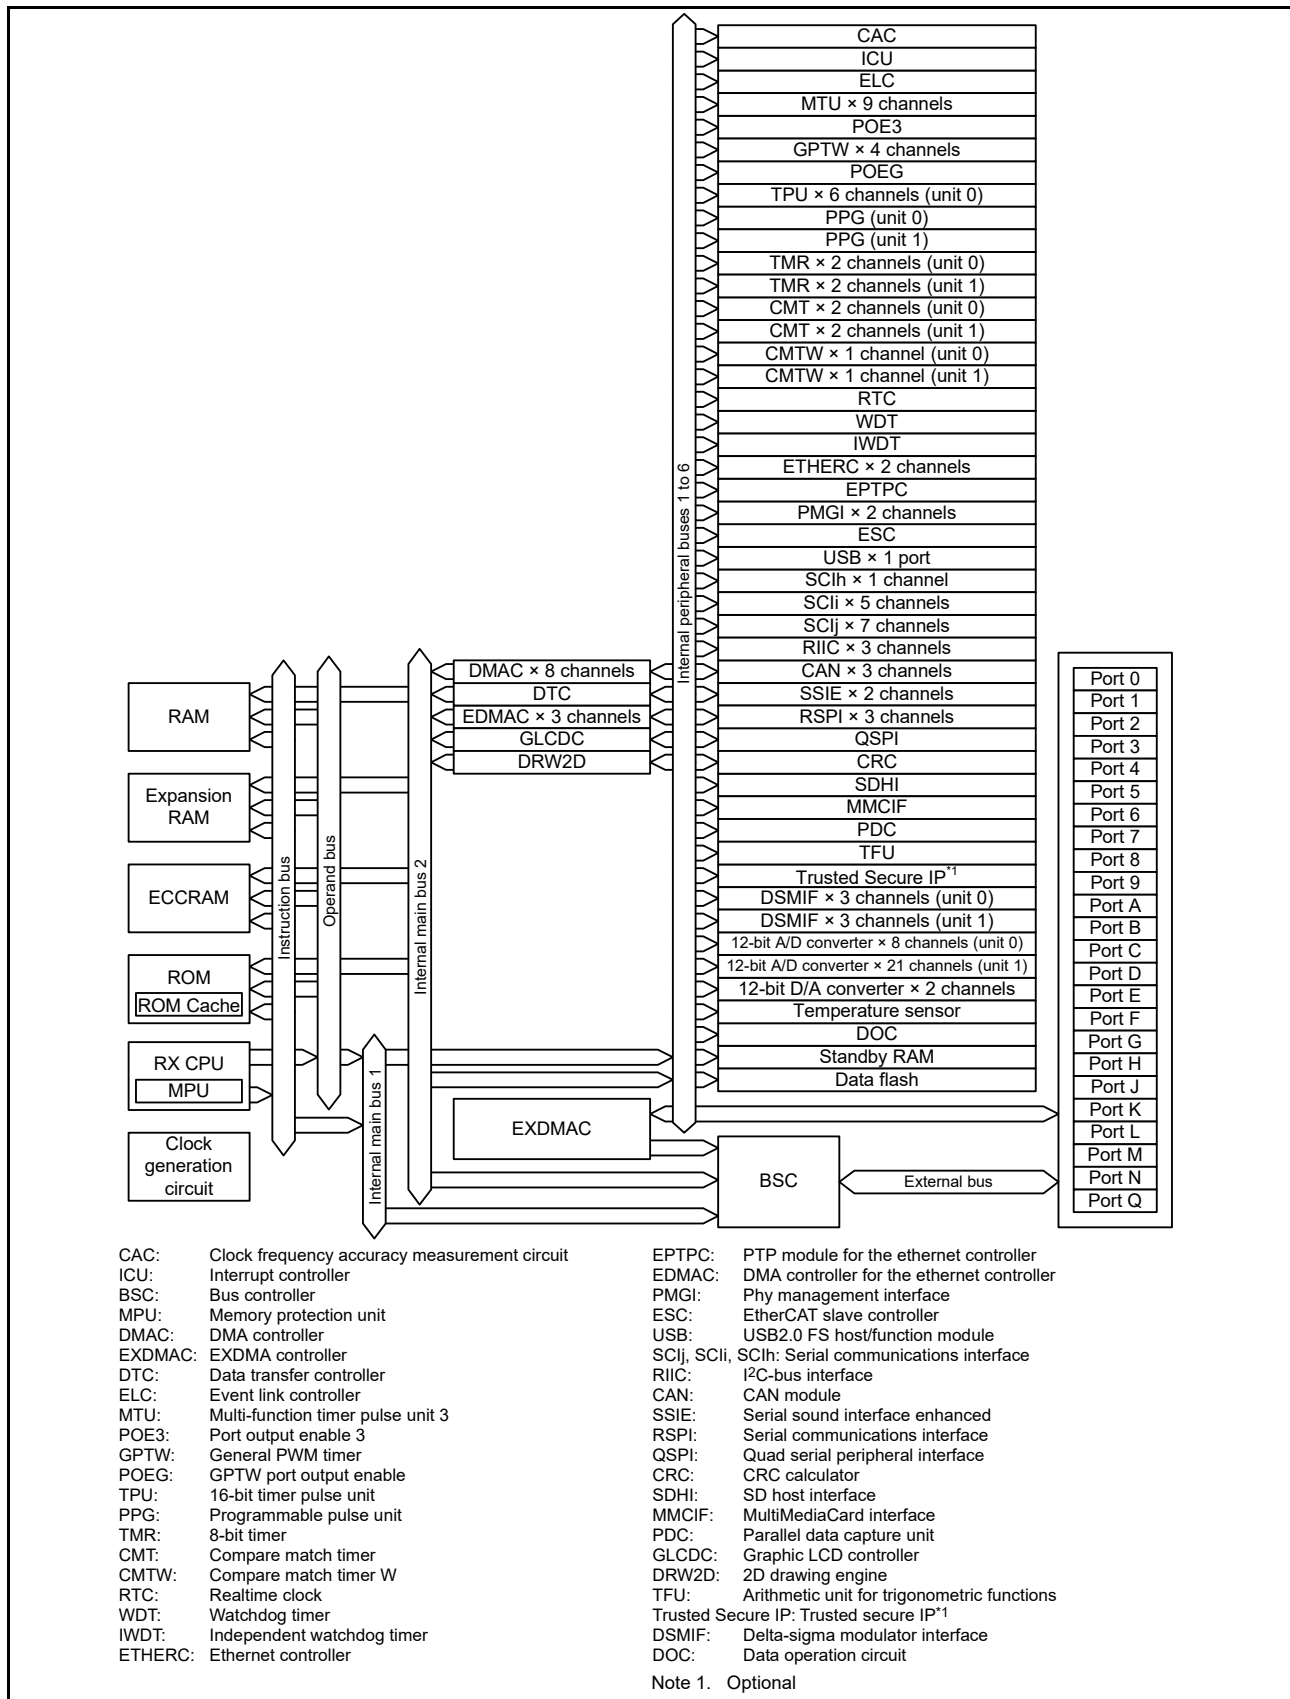 CAC
ICU
ELC
MTU × 9 channels
POE3
GPTW × 4 channels
POEG
TPU × 6 channels (unit 0)
PPG (unit 0)
PPG (unit 1)
TMR × 2 channels (unit 0)
TMR × 2 channels (unit 1)
CMT × 2 channels (unit 0)
CMT × 2 channels (unit 1)
CMTW × 1 channel (unit 0)
CMTW × 1 channel (unit 1)
RTC
WDT
IWDT
ETHERC × 2 channels
EPTPC
PMGI × 2 channels
ESC
USB × 1 port
SCIh × 1 channel
SCIi × 5 channels
SCIj × 7 channels
RIIC × 3 channels
CAN × 3 channels
SSIE × 2 channels
RSPI × 3 channels
QSPI
CRC
SDHI
MMCIF
PDC
TFU
Trusted Secure IP*1
DSMIF × 3 channels (unit 0)
DSMIF × 3 channels (unit 1)
12-bit A/D converter × 8 channels (unit 0)
12-bit A/D converter × 21 channels (unit 1)
12-bit D/A converter × 2 channels
Temperature sensor
DOC
Standby RAM
Data flash
Internal peripheral buses 1 to 6
DMAC × 8 channels
DTC
EDMAC × 3 channels
GLCDC
DRW2D
RAM
Expansion
RAM
ECCRAM
ROM
ROM Cache
RX CPU
MPU
Clock
generation
circuit
Instruction bus
Operand bus
Internal main bus 1
Internal main bus 2
EXDMAC
BSC
External bus
Port 0
Port 1
Port 2
Port 3
Port 4
Port 5
Port 6
Port 7
Port 8
Port 9
Port A
Port B
Port C
Port D
Port E
Port F
Port G
Port H
Port J
Port K
Port L
Port M
Port N
Port Q
CAC: Clock frequency accuracy measurement circuit
ICU: Interrupt controller
BSC: Bus controller
MPU: Memory protection unit
DMAC: DMA controller
EXDMAC: EXDMA controller
DTC: Data transfer controller
ELC: Event link controller
MTU: Multi-function timer pulse unit 3
POE3: Port output enable 3
GPTW: General PWM timer
POEG: GPTW port output enable
TPU: 16-bit timer pulse unit
PPG: Programmable pulse unit
TMR: 8-bit timer
CMT: Compare match timer
CMTW: Compare match timer W
RTC: Realtime clock
WDT: Watchdog timer
IWDT: Independent watchdog timer
ETHERC: Ethernet controller
EPTPC: PTP module for the ethernet controller
EDMAC: DMA controller for the ethernet controller
PMGI: Phy management interface
ESC: EtherCAT slave controller
USB: USB2.0 FS host/function module
SCIj, SCIi, SCIh: Serial communications interface
RIIC: I2C-bus interface
CAN: CAN module
SSIE: Serial sound interface enhanced
RSPI: Serial communications interface
QSPI: Quad serial peripheral interface
CRC: CRC calculator
SDHI: SD host interface
MMCIF: MultiMediaCard interface
PDC: Parallel data capture unit
GLCDC: Graphic LCD controller
DRW2D: 2D drawing engine
TFU: Arithmetic unit for trigonometric functions
Trusted Secure IP: Trusted secure IP*1
DSMIF: Delta-sigma modulator interface
DOC: Data operation circuit
Note 1. Optional